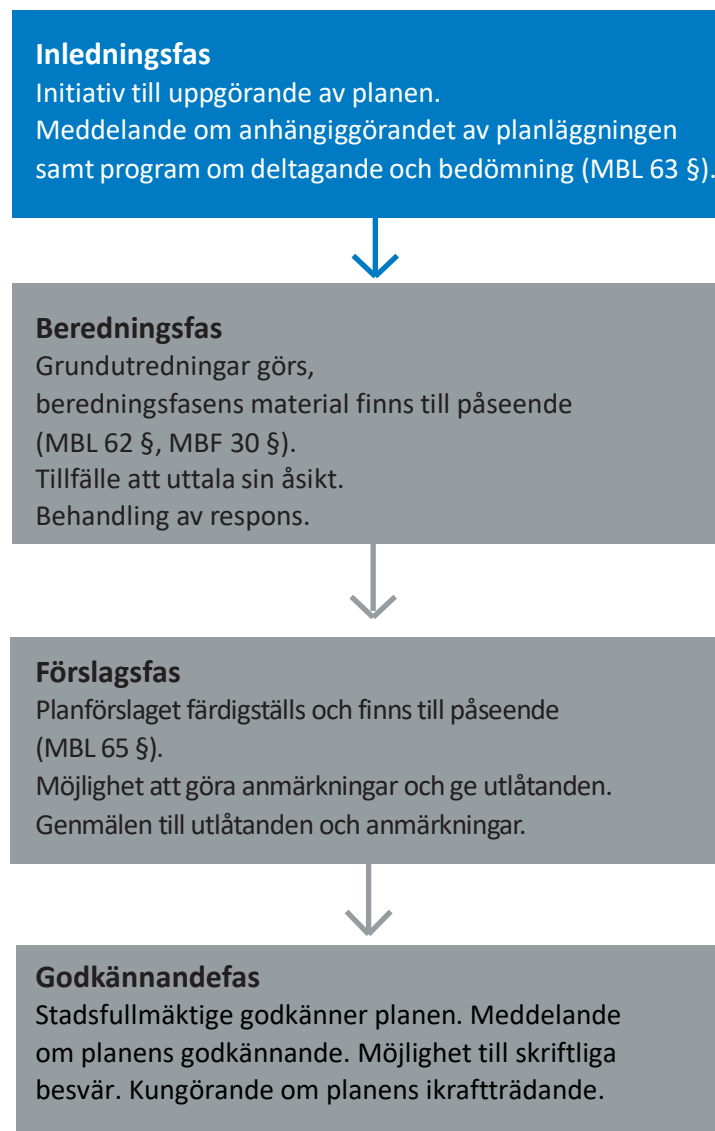 Inledningsfas
Initiativ till uppgörande av planen.
Meddelande om anhängiggörandet av planläggningen
samt program om deltagande och bedömning (MBL 63 §).
Beredningsfas
Grundutredningar görs,
beredningsfasens material finns till påseende
(MBL 62 §, MBF 30 §).
Tillfälle att uttala sin åsikt.
Behandling av respons.
Förslagsfas
Planförslaget färdigställs och finns till påseende
(MBL 65 §).
Möjlighet att göra anmärkningar och ge utlåtanden.
Genmälen till utlåtanden och anmärkningar.
Godkännandefas
Stadsfullmäktige godkänner planen. Meddelande
om planens godkännande. Möjlighet till skriftliga
besvär. Kungörande om planens ikraftträdande.